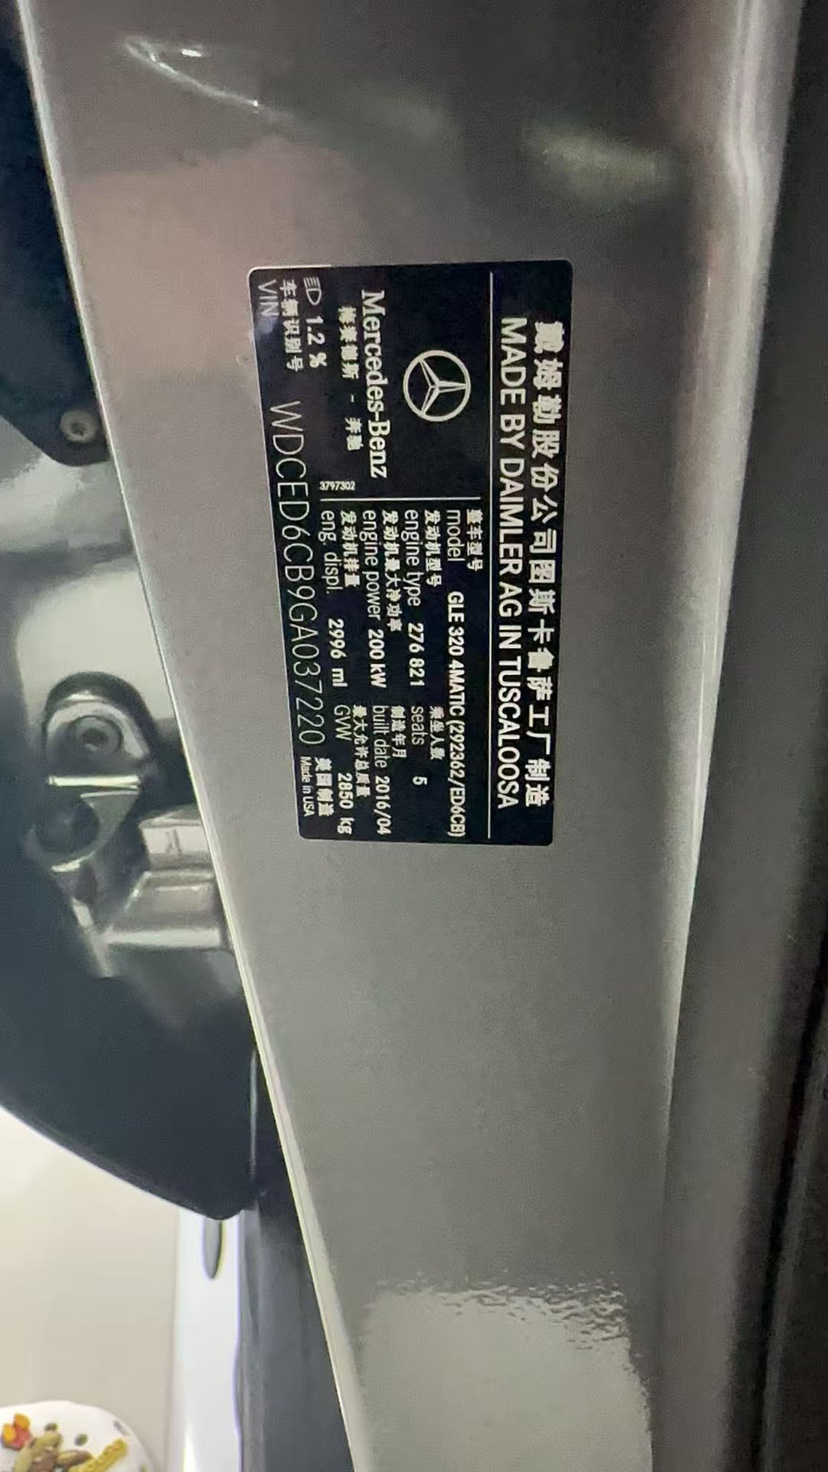 戴姆勒股份公司图斯卡鲁萨工厂制造
MADE BY DAIMLER AG IN TUSCALOOSA
Mercedes-Benz
梅赛德斯 - 奔驰
1.2 %
3797302
整车型号
model GLE 320 4MATIC (292362/ED6CB)
发动机型号 乘坐人数
engine type 276 821 seats 5
发动机最大净功率 制造年月
engine power 200 kW built date 2016/04
发动机排量 最大允许总质量
eng. displ. 2996 ml GVW 2850 kg
车辆识别号 美国制造
VIN WDCED6CB9GA037220 Made in USA